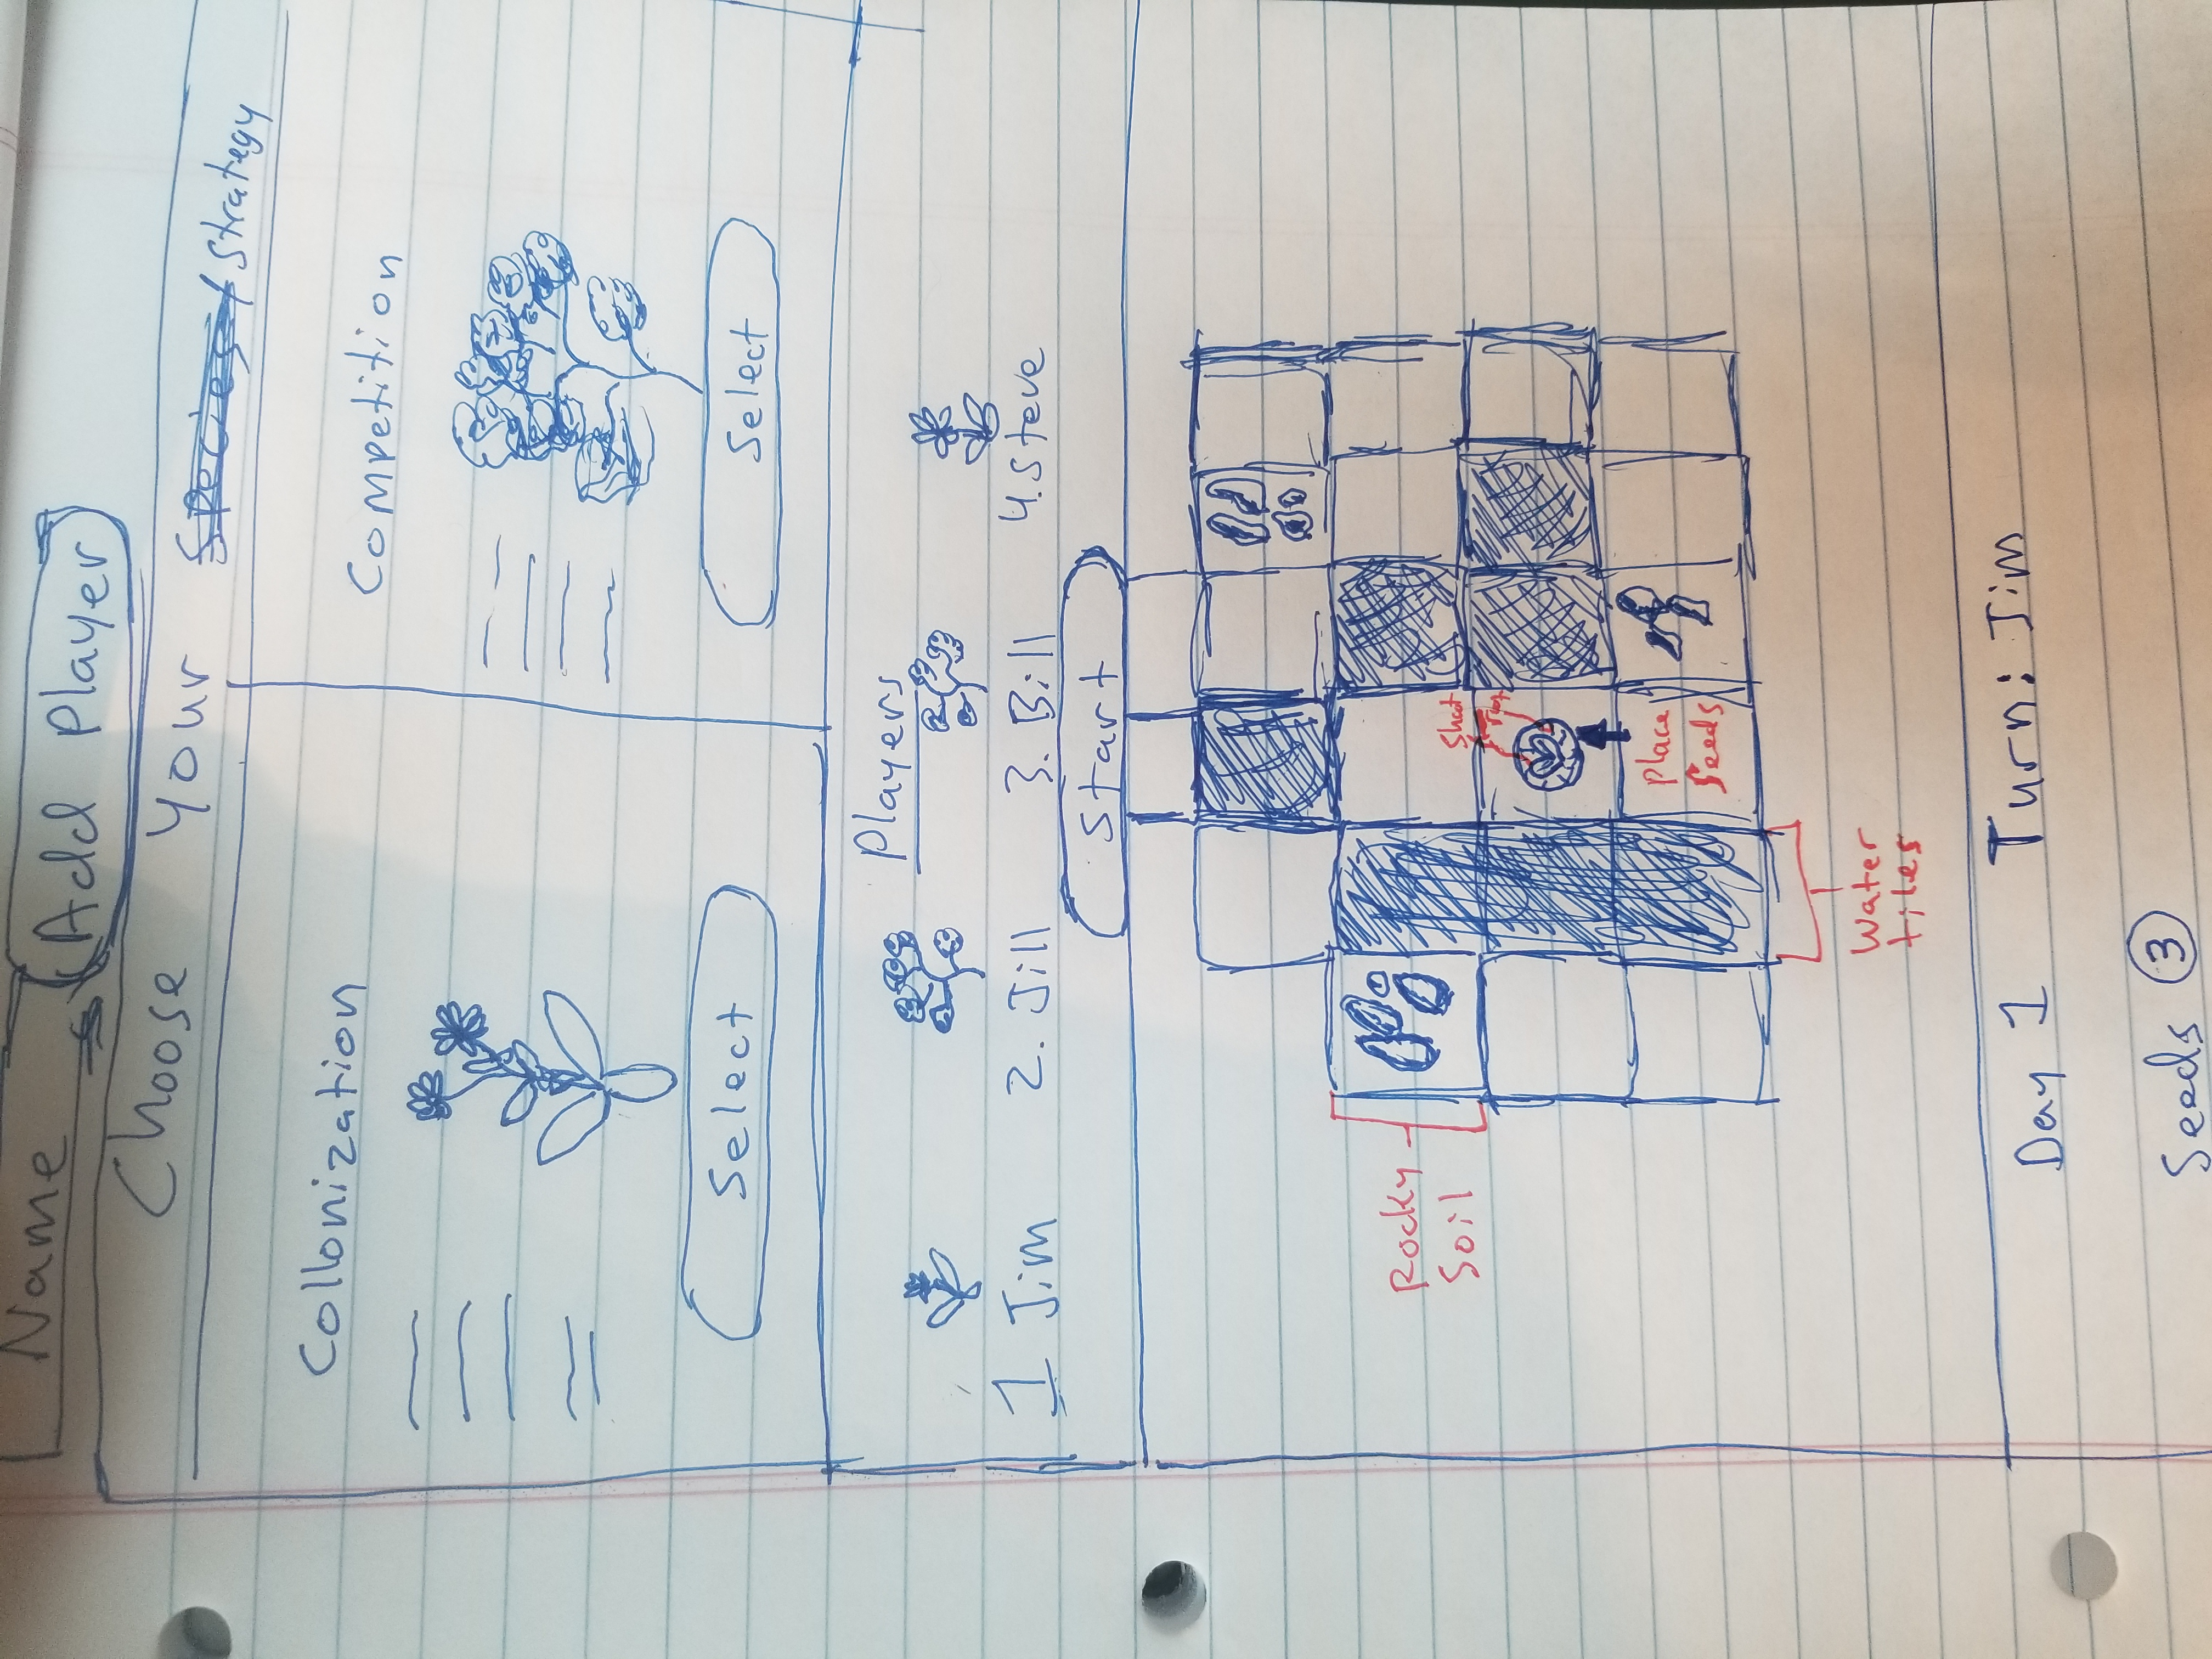 Name
Add Player
Choose your Species / Strategy
Collonization
Competition
Select
Select
Players
1 Jim
2. Jill
3. Bill
4. Steve
Start
Rocky
Soil
Shoot
root
Place
Seeds
Water
tiles
Day 1 Turn: Jim
Seeds 3